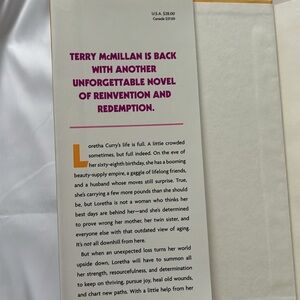 U.S.A. $28.00
TERRY McMILLAN IS BACK
WITH ANOTHER
UNFORGETTABLE NOVEL
OF REINVENTION AND
REDEMPTION.
Loretha Curry's life is full. A little crowded
sometimes, but full indeed. On the eve of
her sixty-eighth birthday, she has a booming
beauty-supply empire, a gaggle of lifelong friends,
and a husband whose moves still surprise. True,
she's carrying a few more pounds than she should
be, but Loretha is not a woman who thinks her
best days are behind her—and she's determined
to prove wrong her mother, her twin sister, and
everyone else with that outdated view of aging.
It's not all downhill from here.
But when an unexpected loss turns her world
upside down, Loretha will have to summon all
her strength, resourcefulness, and determination
to keep on thriving, pursue joy, heal old wounds,
and chart new paths. With a little help from her